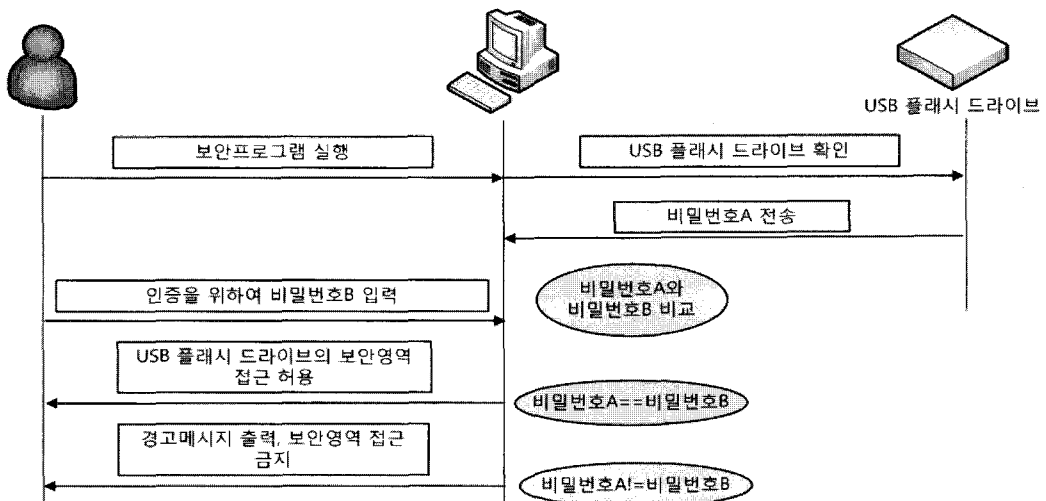 USB 플래시 드라이브
보안프로그램 실행
USB 플래시 드라이브 확인
비밀번호A 전송
인증을 위하여 비밀번호B 입력
비밀번호A와
비밀번호B 비교
USB 플래시 드라이브의 보안영역
접근 허용
비밀번호A==비밀번호B
경고메시지 출력, 보안영역 접근
금지
비밀번호A!=비밀번호B